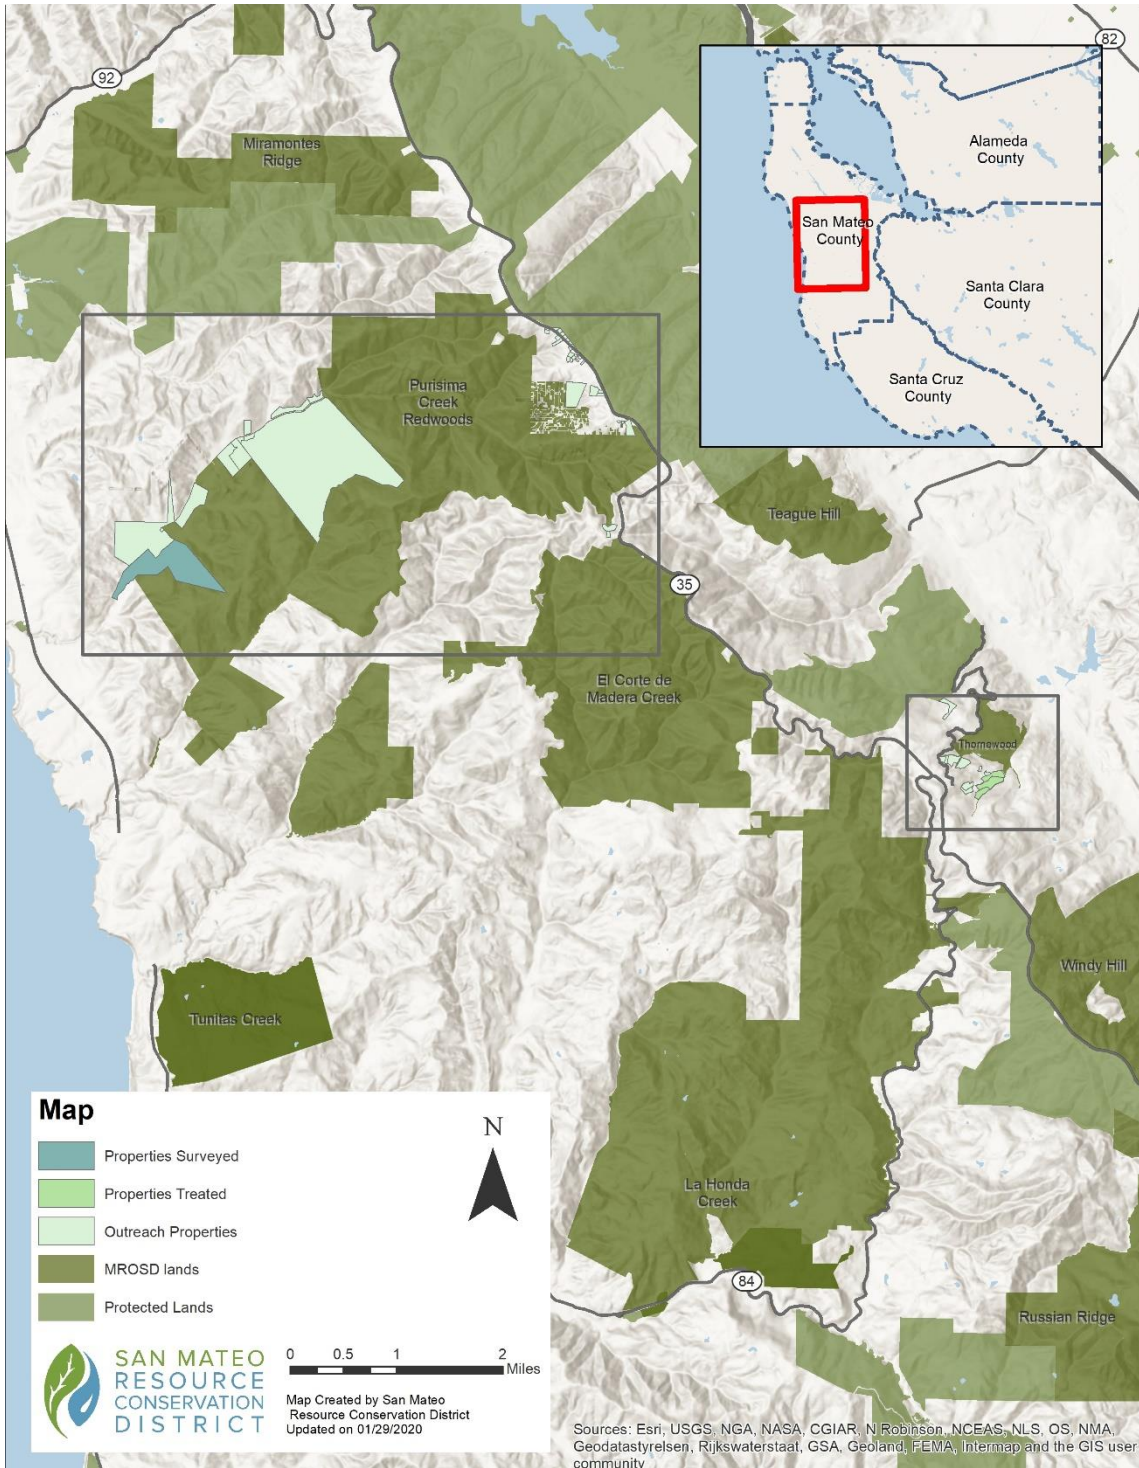 92
82
Miramontes
Ridge
Alameda
County
San Mateo
County
Santa Clara
County
Santa Cruz
County
Purisima
Creek
Redwoods
Teague Hill
35
El Corte de
Madera Creek
Thornewood
Windy Hill
Tunitas Creek
La Honda
Creek
84
Russian Ridge
Map
N
Properties Surveyed
Properties Treated
Outreach Properties
MROSD lands
Protected Lands
SAN MATEO
RESOURCE
CONSERVATION
DISTRICT
0 0.5 1 2
Miles
Map Created by San Mateo
Resource Conservation District
Updated on 01/29/2020
Sources: Esri, USGS, NGA, NASA, CGIAR, N Robinson, NCEAS, NLS, OS, NMA,
Geodatastyrelsen, Rijkswaterstaat, GSA, Geoland, FEMA, Intermap and the GIS user
community